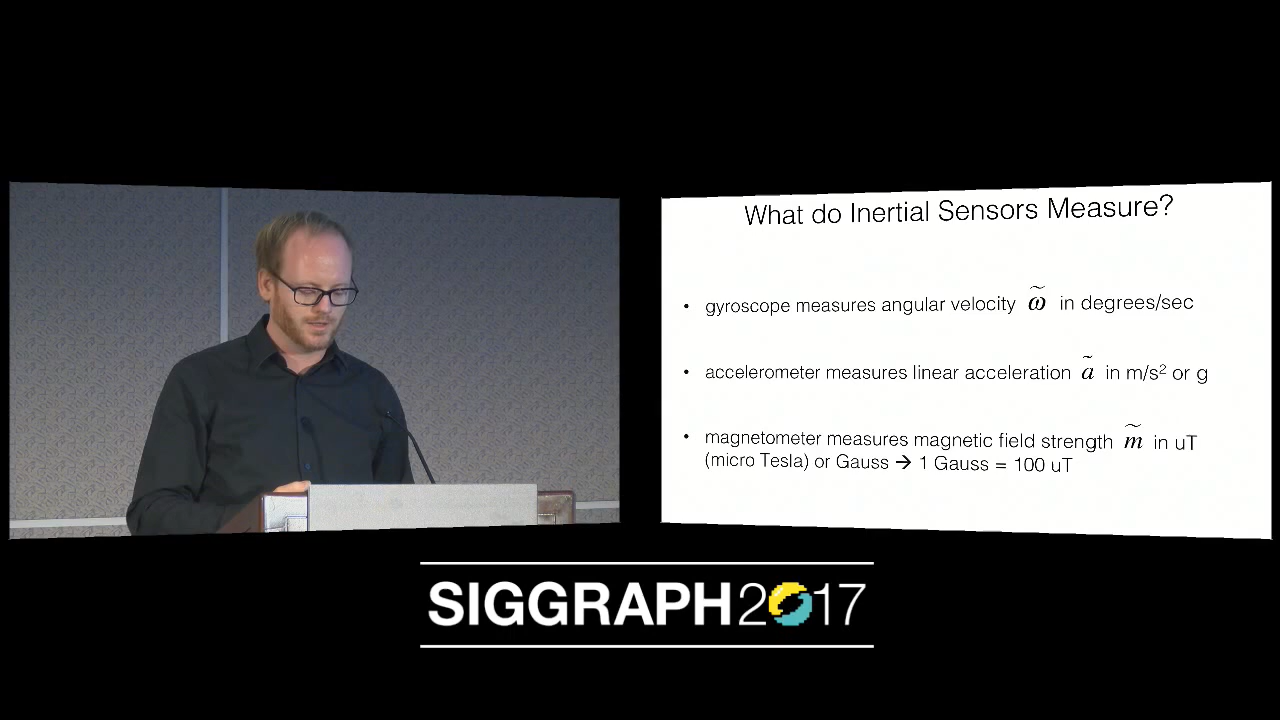 What do Inertial Sensors Measure?
• gyroscope measures angular velocity ω̃ in degrees/sec
• accelerometer measures linear acceleration ã in m/s² or g
• magnetometer measures magnetic field strength m̃ in uT
(micro Tesla) or Gauss → 1 Gauss = 100 uT
SIGGRAPH2017